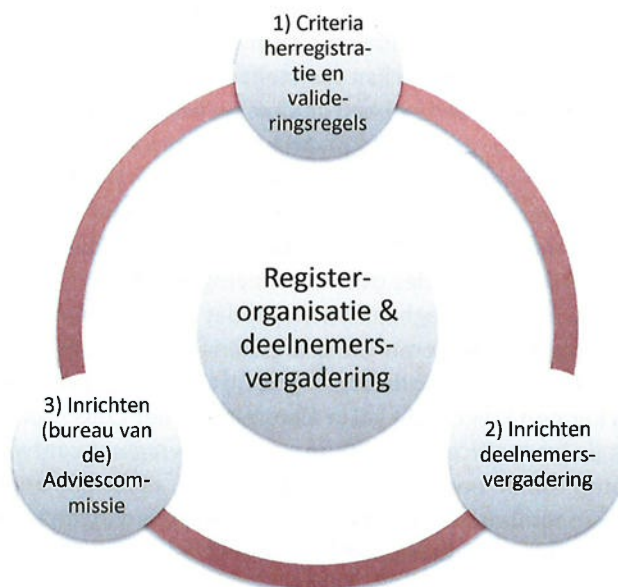 1) Criteria
herregistra-
tie en
valide-
ringsregels
Register-
organisatie &
deelnemers-
vergadering
3) Inrichten
(bureau van
de)
Adviescom-
missie
2) Inrichten
deelnemers-
vergadering